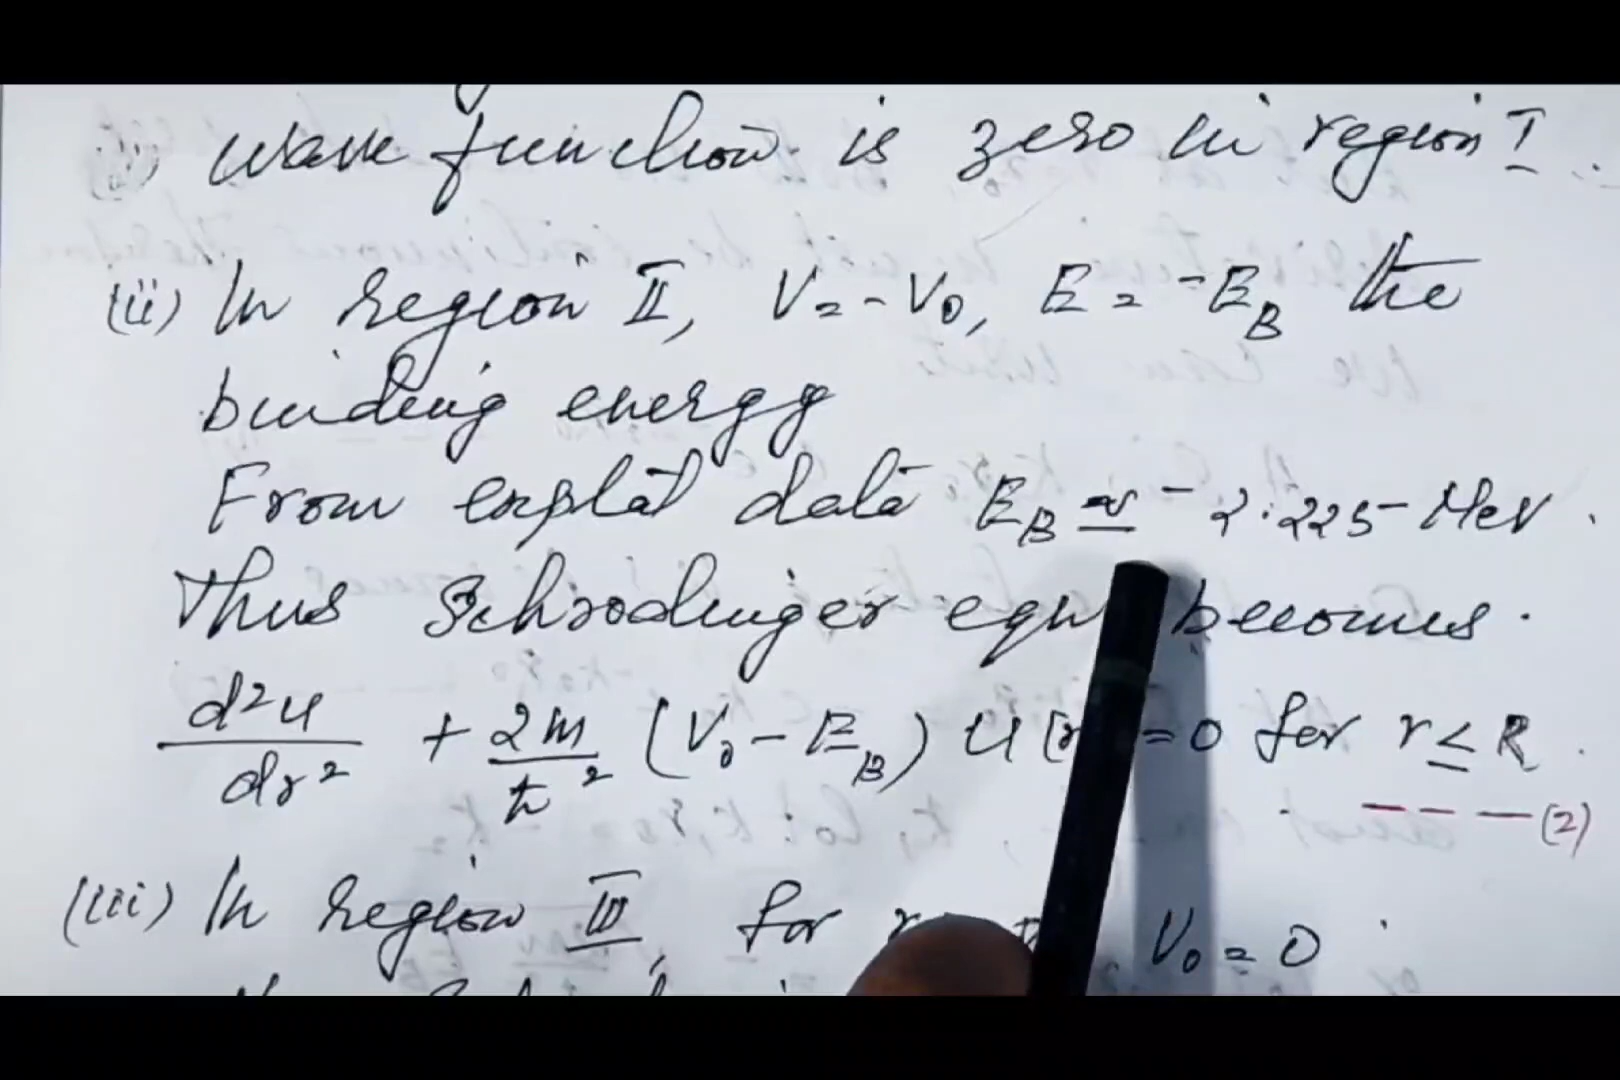 wave function is zero in region I
(ii) In region II, V = -V₀, E = -E_B the
binding energy
From explat data E_B ≃ -2.225 MeV.
Thus Schrodinger eqn becomes.
d²u/dr² + 2m/ħ² (V₀ - E_B) u(r) = 0 for r ≤ R.
--- (2)
(iii) In region III, for r V₀ = 0